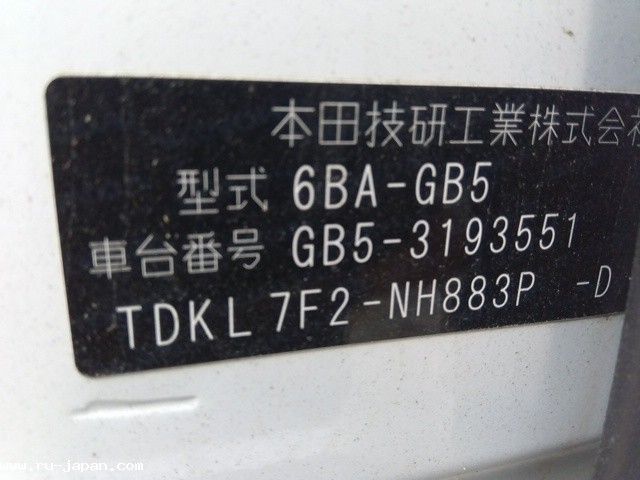 本田技研工業株式会社
型式 6BA-GB5
車台番号 GB5-3193551
TDKL 7F2-NH883P -D
www.ru-japan.com